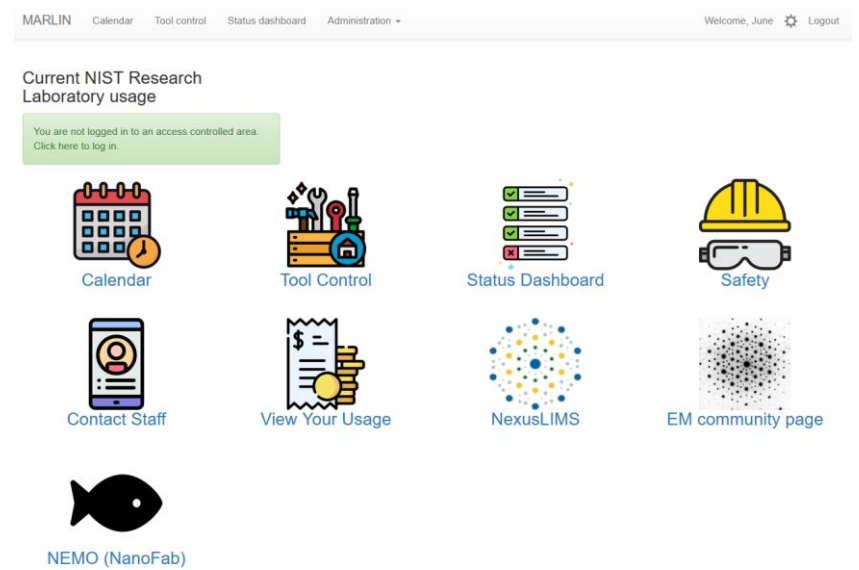 MARLIN Calendar Tool control Status dashboard Administration Welcome, June Logout
Current NIST Research
Laboratory usage
You are not logged in to an access controlled area.
Click here to log in.
Calendar Tool Control Status Dashboard Safety
$
Contact Staff View Your Usage NexusLIMS EM community page
NEMO (NanoFab)